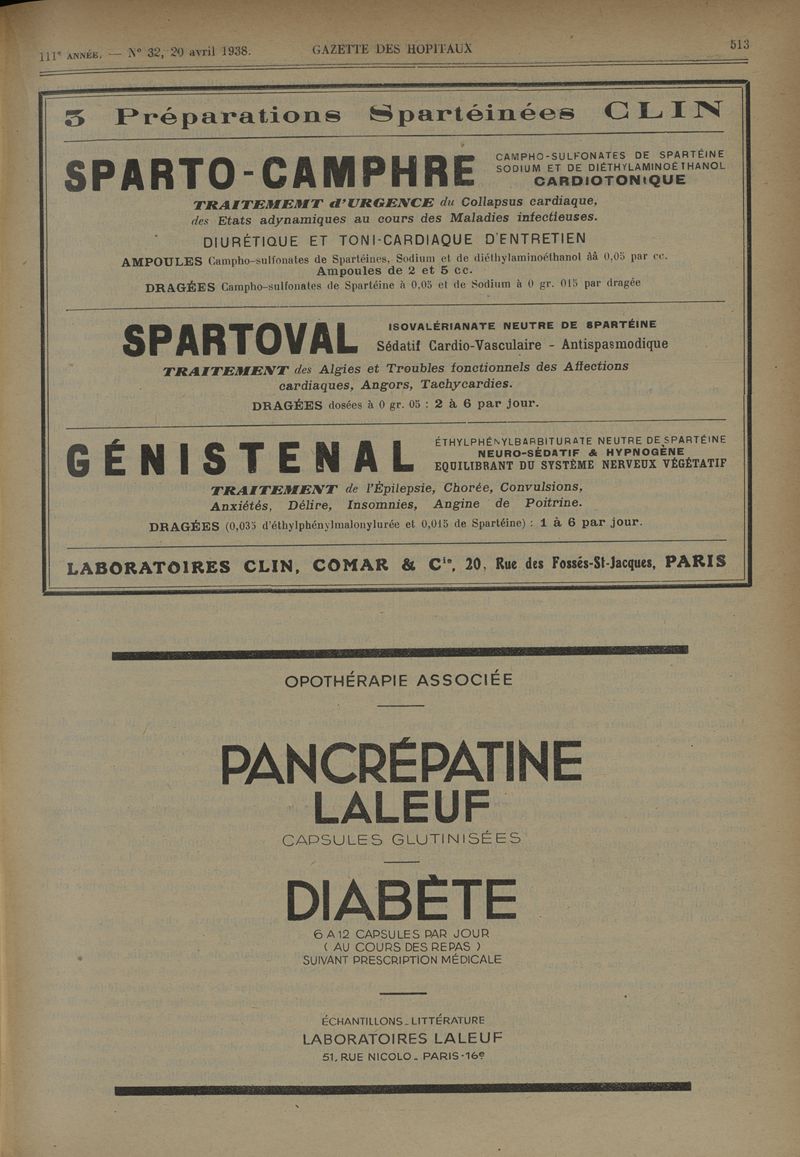 111ᵉ ANNÉE. — N° 32, 20 avril 1938.
GAZETTE DES HOPITAUX
513
3 Préparations Spartéinées CLIN
SPARTO-CAMPHRE
CAMPHO-SULFONATES DE SPARTÉINE
SODIUM ET DE DIÉTHYLAMINOÉTHANOL
CARDIOTONIQUE
TRAITEMEMT d'URGENCE du Collapsus cardiaque,
des Etats adynamiques au cours des Maladies infectieuses.
DIURÉTIQUE ET TONI-CARDIAQUE D'ENTRETIEN
AMPOULES Campho-sulfonates de Spartéines, Sodium et de diéthylaminoéthanol ââ 0,05 par cc.
Ampoules de 2 et 5 cc.
DRAGÉES Campho-sulfonates de Spartéine à 0,05 et de Sodium à 0 gr. 015 par dragée
SPARTOVAL
ISOVALÉRIANATE NEUTRE DE SPARTÉINE
Sédatif Cardio-Vasculaire - Antispasmodique
TRAITEMENT des Algies et Troubles fonctionnels des Affections
cardiaques, Angors, Tachycardies.
DRAGÉES dosées à 0 gr. 05 : 2 à 6 par jour.
GÉNISTENAL
ÉTHYLPHÉNYLBARBITURATE NEUTRE DE SPARTÉINE
NEURO-SÉDATIF & HYPNOGÈNE
EQUILIBRANT DU SYSTÈME NERVEUX VÉGÉTATIF
TRAITEMENT de l'Épilepsie, Chorée, Convulsions,
Anxiétés, Délire, Insomnies, Angine de Poitrine.
DRAGÉES (0,035 d'éthylphénylmalonylurée et 0,015 de Spartéine) : 1 à 6 par jour.
LABORATOIRES CLIN, COMAR & Cⁱᵉ, 20, Rue des Fossés-St-Jacques, PARIS
OPOTHÉRAPIE ASSOCIÉE
PANCRÉPATINE
LALEUF
CAPSULES GLUTINISÉES
DIABÈTE
6 A 12 CAPSULES PAR JOUR
( AU COURS DES REPAS )
SUIVANT PRESCRIPTION MÉDICALE
ÉCHANTILLONS_ LITTÉRATURE
LABORATOIRES LALEUF
51, RUE NICOLO_ PARIS-16ᵉ